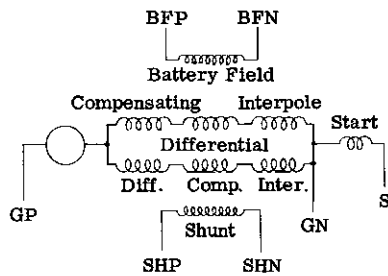 BFP BFN
Battery Field
Compensating Interpole
Start
Differential
Diff. Comp. Inter.
S
GP
Shunt
GN
SHP SHN